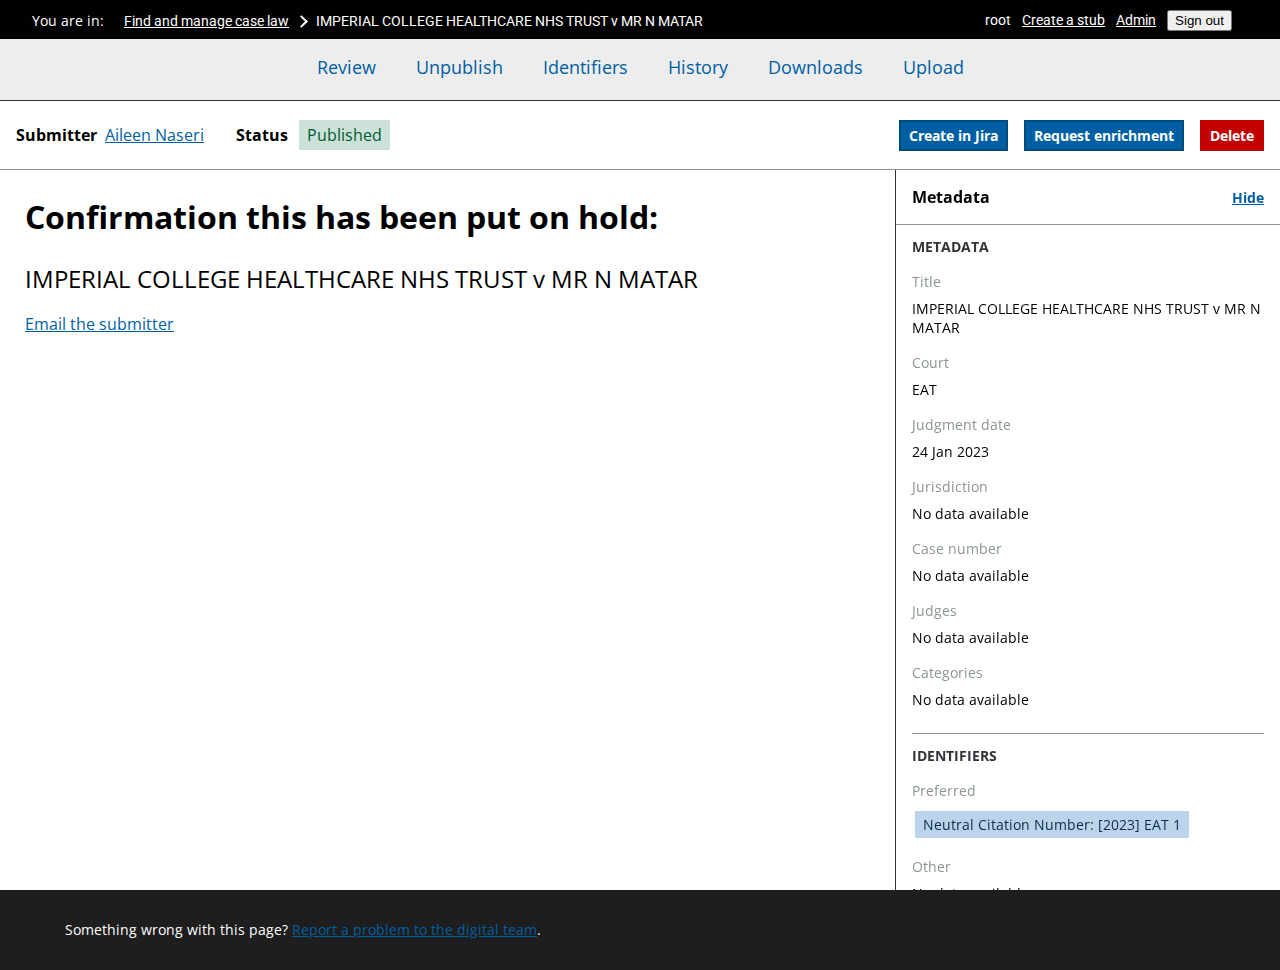 You are in: Find and manage case law > IMPERIAL COLLEGE HEALTHCARE NHS TRUST v MR N MATAR
root Create a stub Admin Sign out
Review Unpublish Identifiers History Downloads Upload
Submitter Aileen Naseri Status Published Create in Jira Request enrichment Delete
Confirmation this has been put on hold:
IMPERIAL COLLEGE HEALTHCARE NHS TRUST v MR N MATAR
Email the submitter
Metadata Hide
METADATA
Title
IMPERIAL COLLEGE HEALTHCARE NHS TRUST v MR N
MATAR
Court
EAT
Judgment date
24 Jan 2023
Jurisdiction
No data available
Case number
No data available
Judges
No data available
Categories
No data available
IDENTIFIERS
Preferred
Neutral Citation Number: [2023] EAT 1
Other
Something wrong with this page? Report a problem to the digital team.